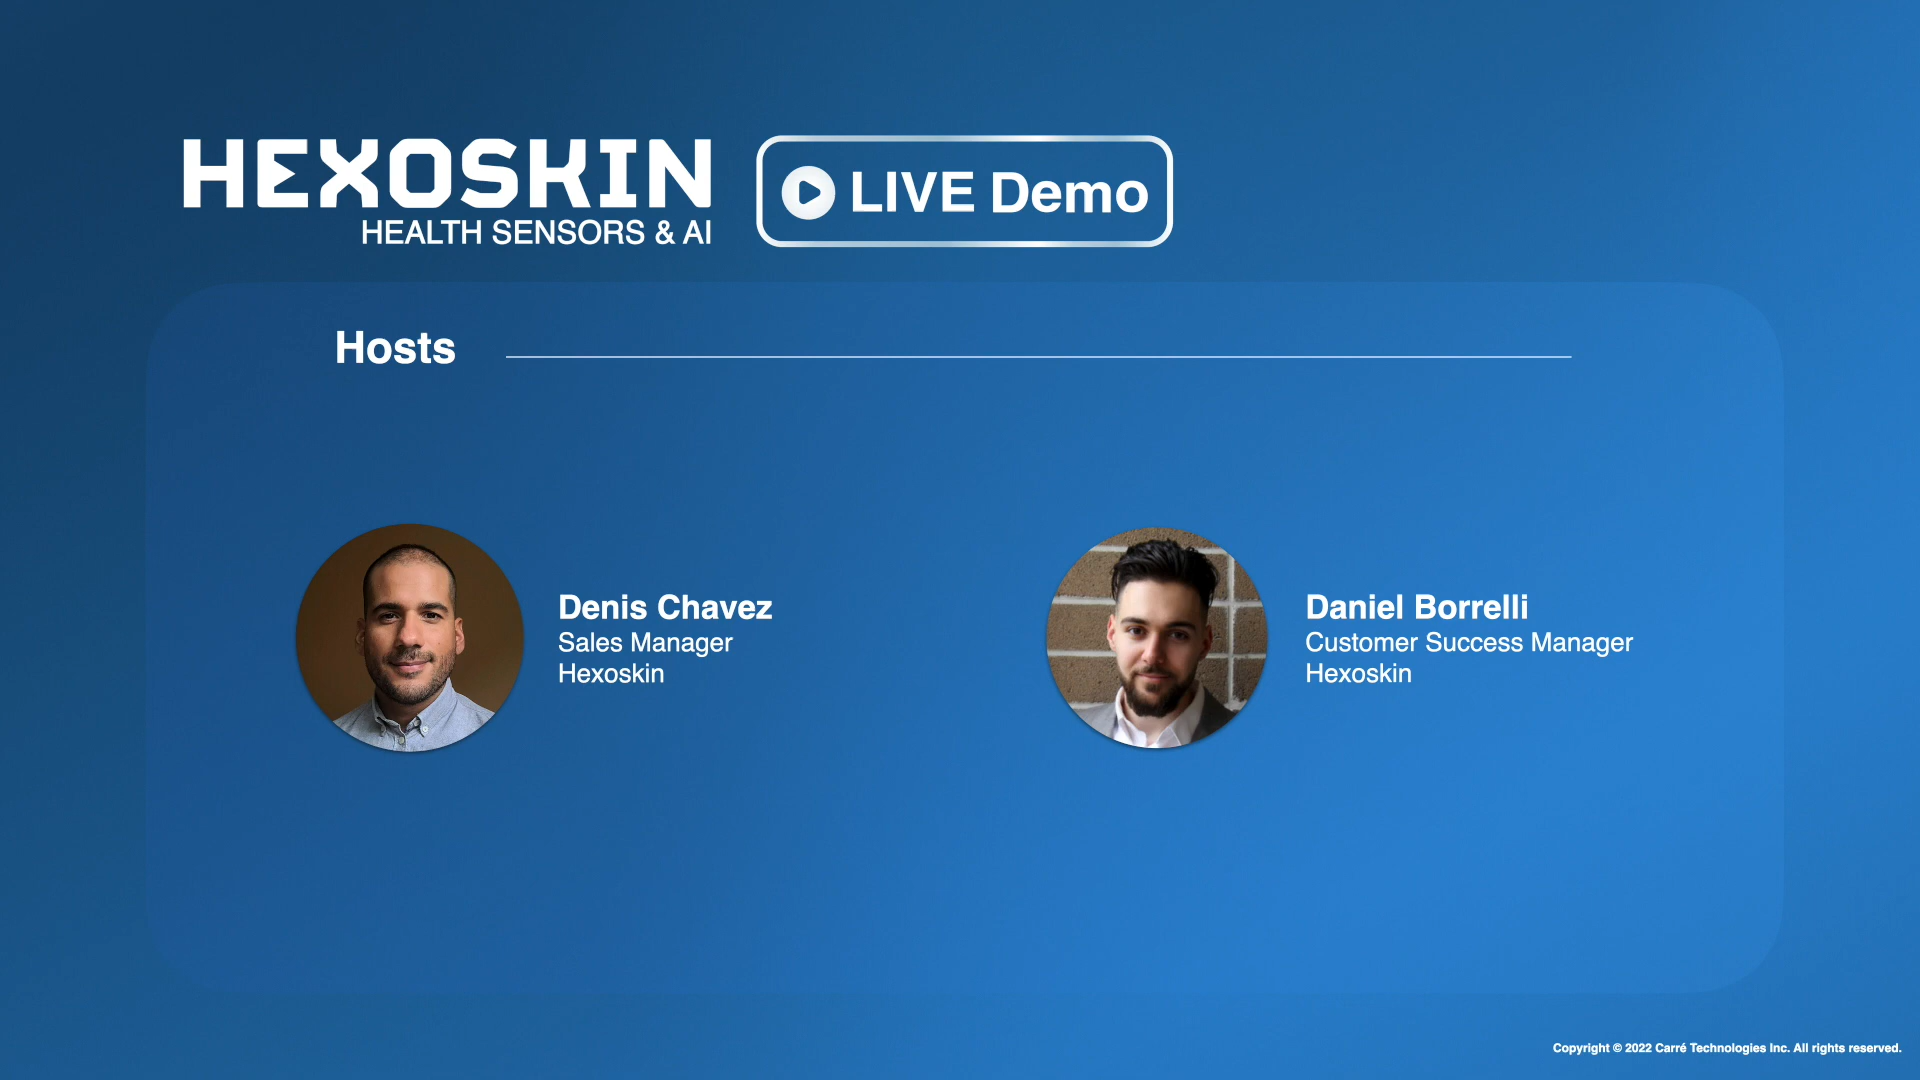 HEXOSKIN
HEALTH SENSORS & AI
LIVE Demo
Hosts
Denis Chavez
Sales Manager
Hexoskin
Daniel Borrelli
Customer Success Manager
Hexoskin
Copyright © 2022 Carré Technologies Inc. All rights reserved.